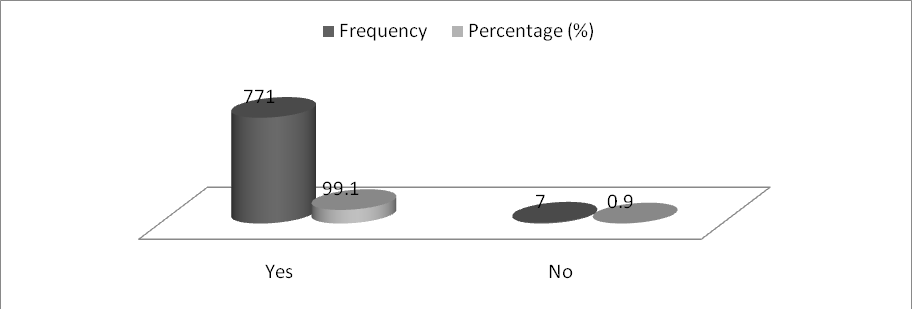 Frequency Percentage (%)
771
99.1
7
0.9
Yes No